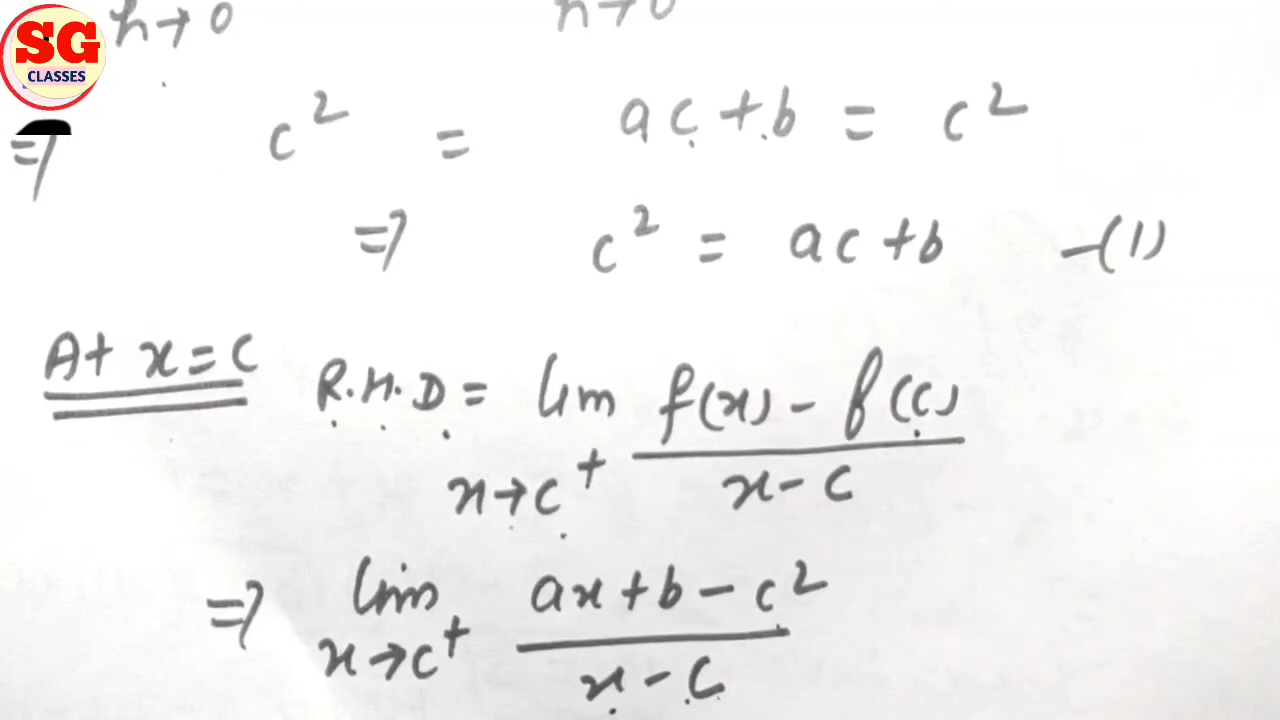 h→0 h→0
SG
CLASSES
⇒ c² = ac+b = c²
⇒ c² = ac+b -(1)
At x=c R.H.D = lim f(x) - f(c)
x→c⁺ x-c
⇒ lim ax+b-c²
x→c⁺ x-c